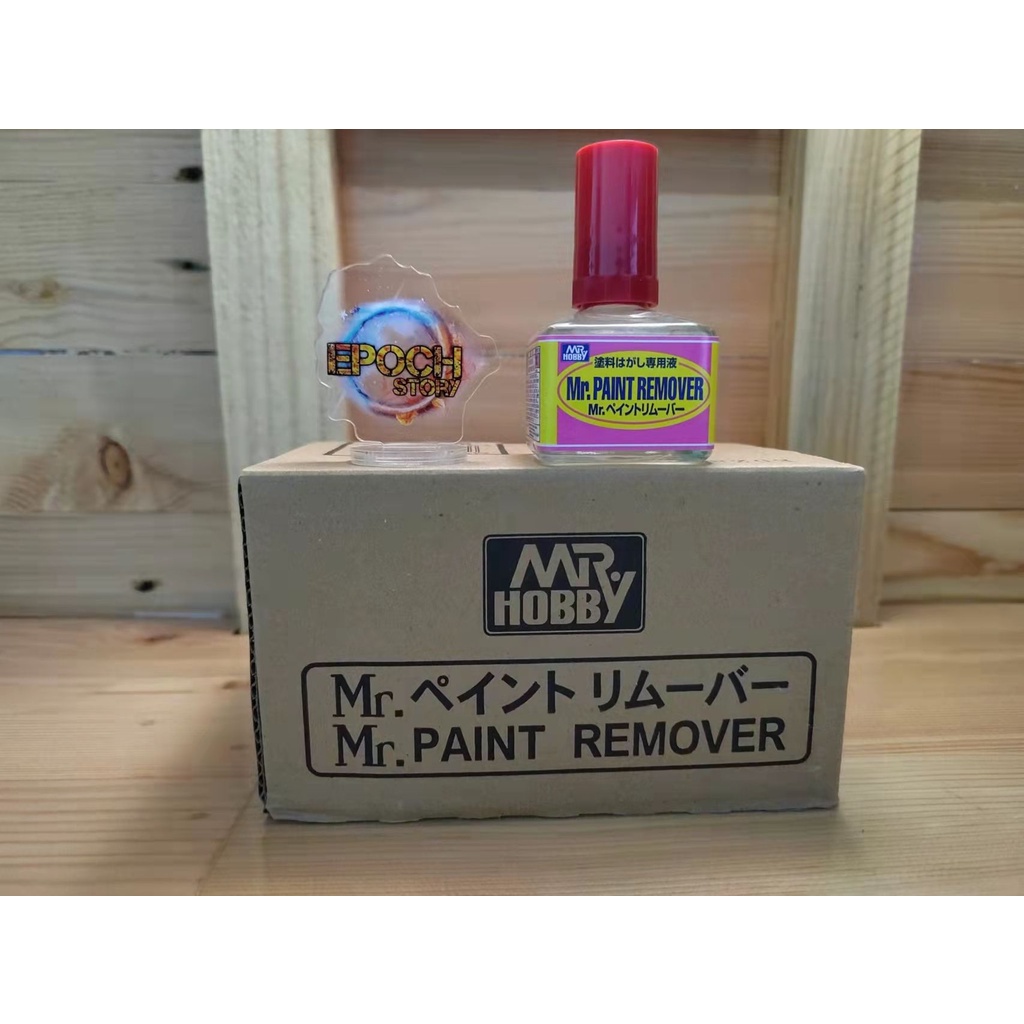 EPOCH
STORY
MR HOBBY
塗料はがし専用液
Mr. PAINT REMOVER
Mr.ペイントリムーバー
MR. HOBBY
Mr.ペイント リムーバー
Mr. PAINT REMOVER